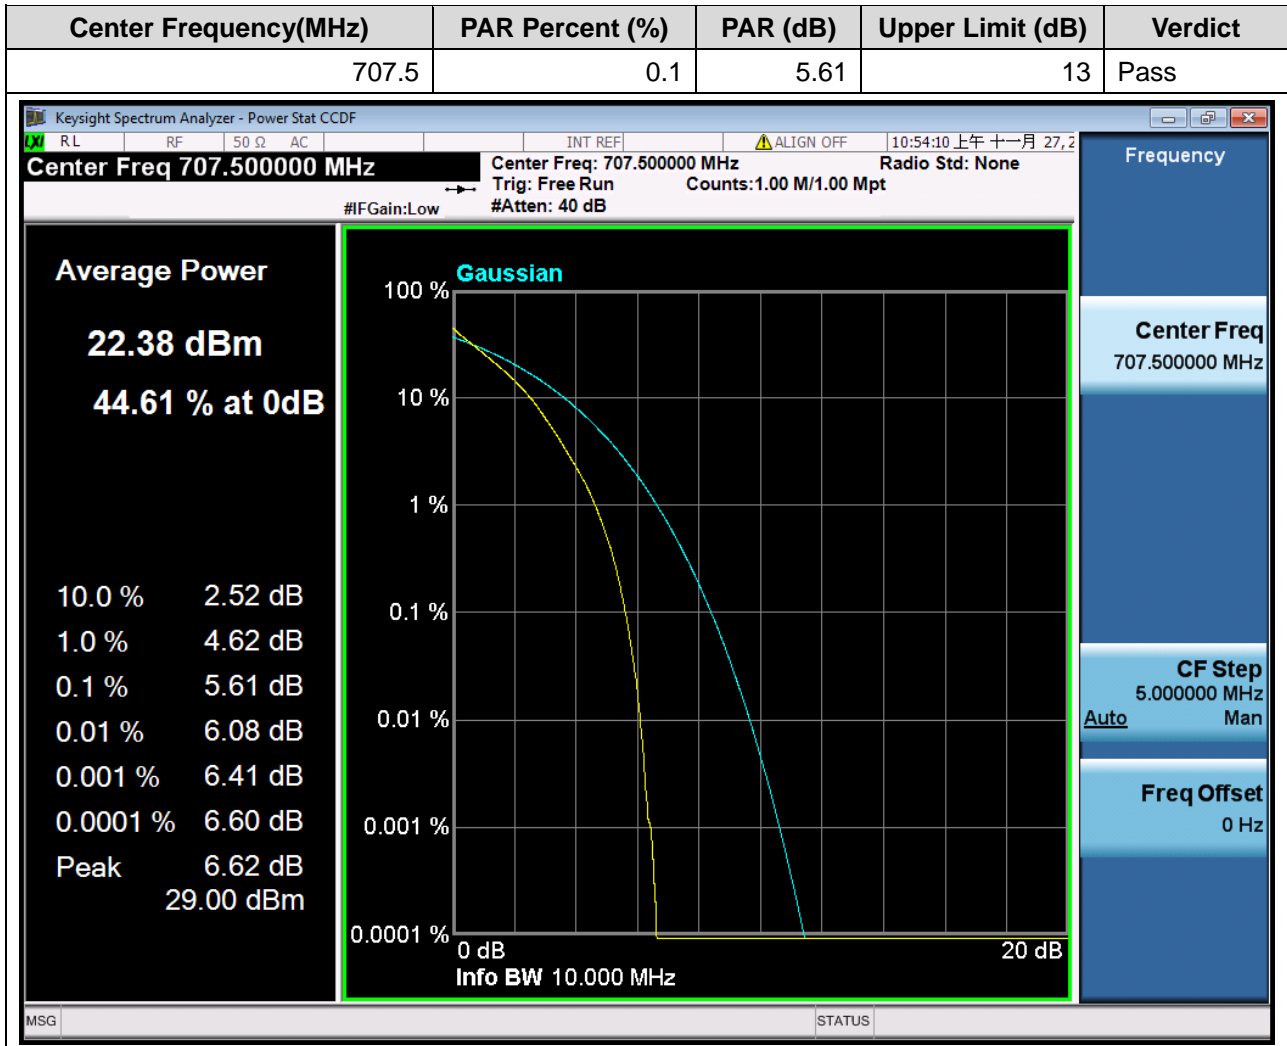 Center Frequency(MHz) PAR Percent (%) PAR (dB) Upper Limit (dB) Verdict
707.5 0.1 5.61 13 Pass
Keysight Spectrum Analyzer - Power Stat CCDF
LXI RL RF 50 Ω AC INT REF ALIGN OFF 10:54:10 上午 十一月 27, 2
Center Freq 707.500000 MHz
Center Freq: 707.500000 MHz Radio Std: None
Trig: Free Run Counts:1.00 M/1.00 Mpt
#IFGain:Low #Atten: 40 dB
Frequency
Average Power
22.38 dBm
44.61 % at 0dB
10.0 % 2.52 dB
1.0 % 4.62 dB
0.1 % 5.61 dB
0.01 % 6.08 dB
0.001 % 6.41 dB
0.0001 % 6.60 dB
Peak 6.62 dB
29.00 dBm
Gaussian
100 %
10 %
1 %
0.1 %
0.01 %
0.001 %
0.0001 %
0 dB 20 dB
Info BW 10.000 MHz
Center Freq
707.500000 MHz
CF Step
5.000000 MHz
Auto Man
Freq Offset
0 Hz
MSG STATUS